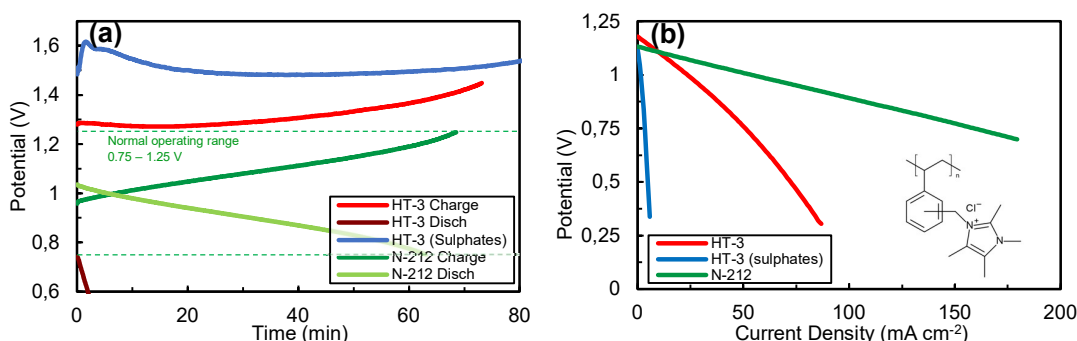 (a)
1,6
1,4
1,2
1
0,8
0,6
Potential (V)
Normal operating range
0.75 – 1.25 V
HT-3 Charge
HT-3 Disch
HT-3 (Sulphates)
N-212 Charge
N-212 Disch
0 20 40 60 80
Time (min)
(b)
1,25
1
0,75
0,5
0,25
0
Potential (V)
HT-3
HT-3 (sulphates)
N-212
n
Cl⁻
N⁺
N
0 50 100 150 200
Current Density (mA cm⁻²)